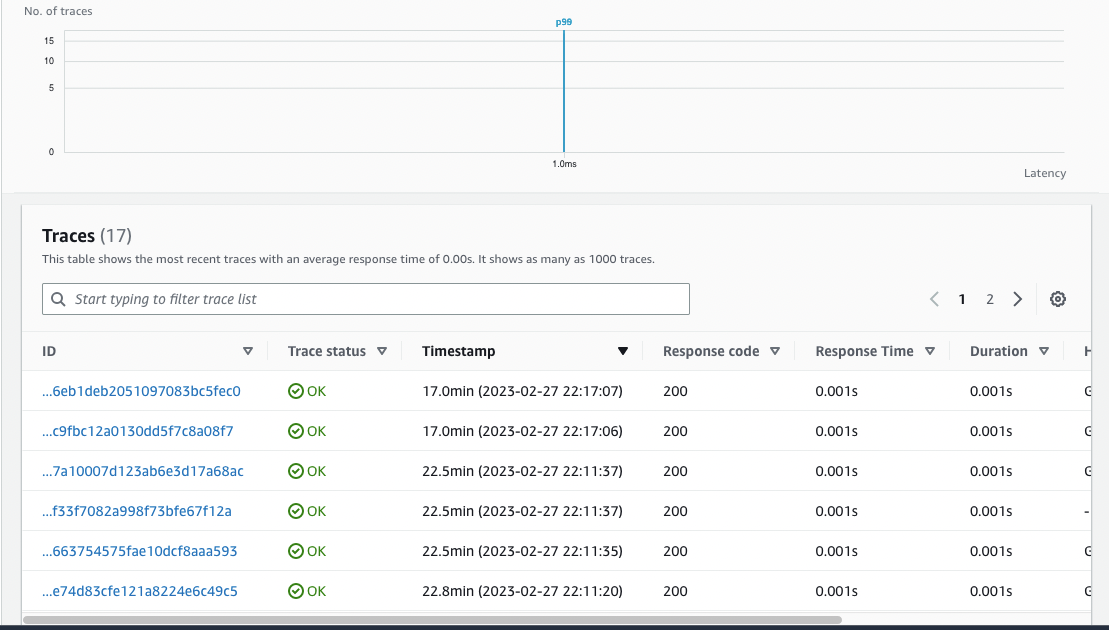 No. of traces
p99
15
10
5
0
1.0ms
Latency
Traces (17)
This table shows the most recent traces with an average response time of 0.00s. It shows as many as 1000 traces.
Start typing to filter trace list
1 2
ID Trace status Timestamp Response code Response Time Duration H
...6eb1deb2051097083bc5fec0 OK 17.0min (2023-02-27 22:17:07) 200 0.001s 0.001s G
...c9fbc12a0130dd5f7c8a08f7 OK 17.0min (2023-02-27 22:17:06) 200 0.001s 0.001s G
...7a10007d123ab6e3d17a68ac OK 22.5min (2023-02-27 22:11:37) 200 0.001s 0.001s G
...f33f7082a998f73bfe67f12a OK 22.5min (2023-02-27 22:11:37) 200 0.001s 0.001s -
...663754575fae10dcf8aaa593 OK 22.5min (2023-02-27 22:11:35) 200 0.001s 0.001s G
...e74d83cfe121a8224e6c49c5 OK 22.8min (2023-02-27 22:11:20) 200 0.001s 0.001s G